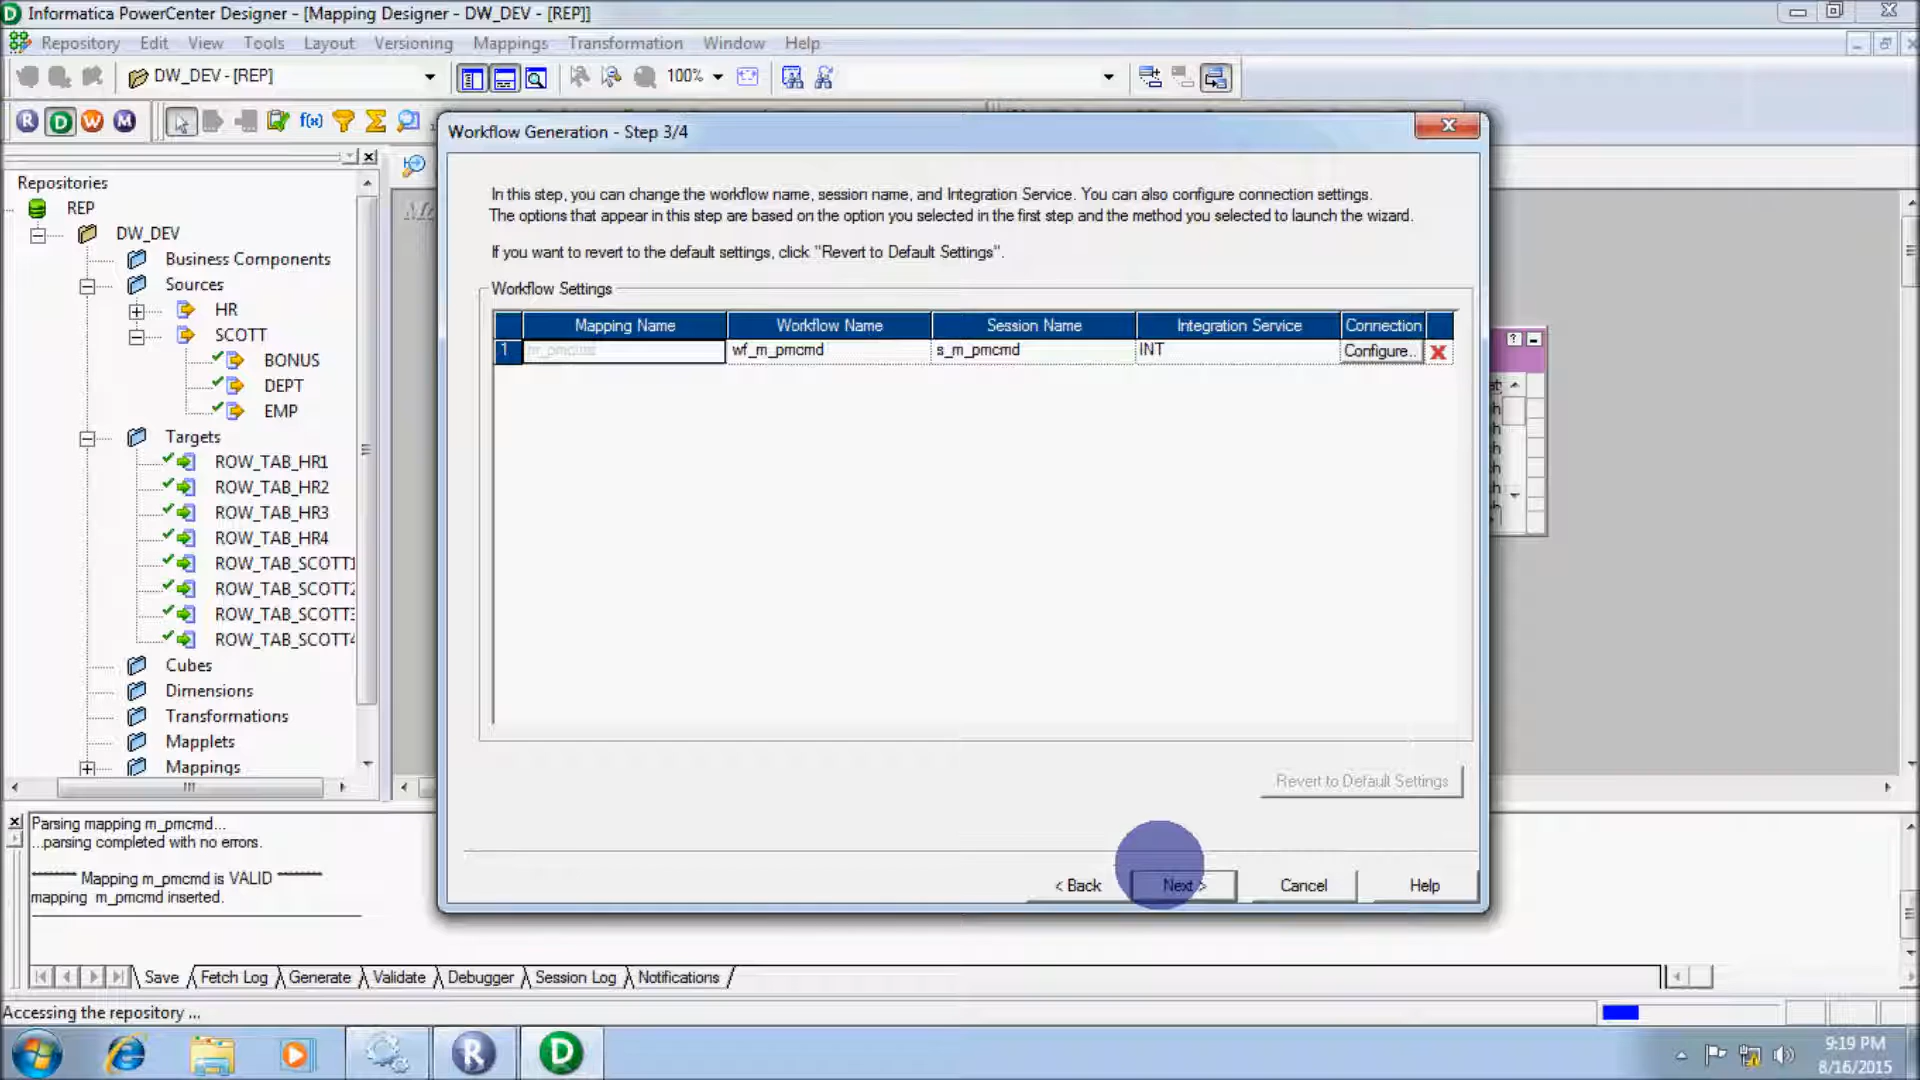 Informatica PowerCenter Designer - [Mapping Designer - DW_DEV - [REP]]
Repository Edit View Tools Layout Versioning Mappings Transformation Window Help
DW_DEV - [REP]
100%
R D W M f(x)
Workflow Generation - Step 3/4
Repositories
REP
DW_DEV
Business Components
Sources
HR
SCOTT
BONUS
DEPT
EMP
Targets
ROW_TAB_HR1
ROW_TAB_HR2
ROW_TAB_HR3
ROW_TAB_HR4
ROW_TAB_SCOTT1
ROW_TAB_SCOTT2
ROW_TAB_SCOTT3
ROW_TAB_SCOTT4
Cubes
Dimensions
Transformations
Mapplets
Mappings
In this step, you can change the workflow name, session name, and Integration Service. You can also configure connection settings.
The options that appear in this step are based on the option you selected in the first step and the method you selected to launch the wizard.
If you want to revert to the default settings, click "Revert to Default Settings".
Workflow Settings
Mapping Name Workflow Name Session Name Integration Service Connection
1 m_pmcmd wf_m_pmcmd s_m_pmcmd INT Configure..
Revert to Default Settings
< Back Next > Cancel Help
Parsing mapping m_pmcmd...
...parsing completed with no errors.
******* Mapping m_pmcmd is VALID *******
mapping m_pmcmd inserted.
Save Fetch Log Generate Validate Debugger Session Log Notifications
Accessing the repository ...
R D
9:19 PM
8/16/2015